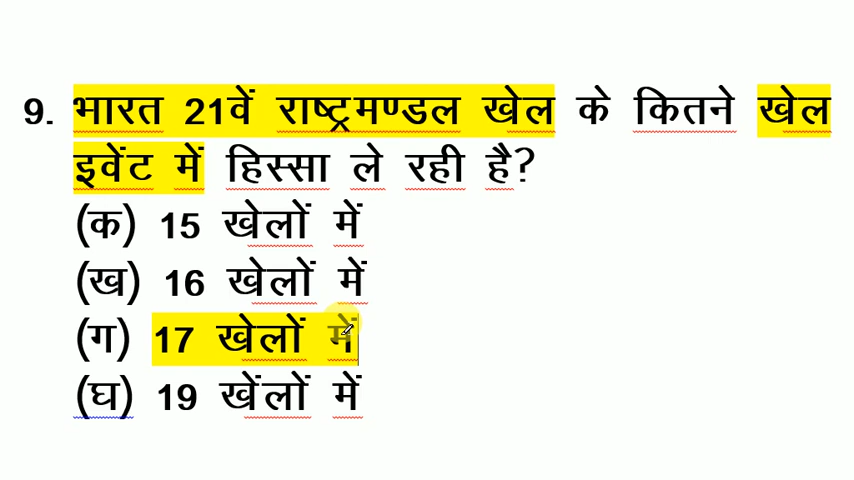 9. भारत 21वें राष्ट्रमण्डल खेल के कितने खेल
इवेंट में हिस्सा ले रही है?
(क) 15 खेलों में
(ख) 16 खेलों में
(ग) 17 खेलों में
(घ) 19 खेंलों में